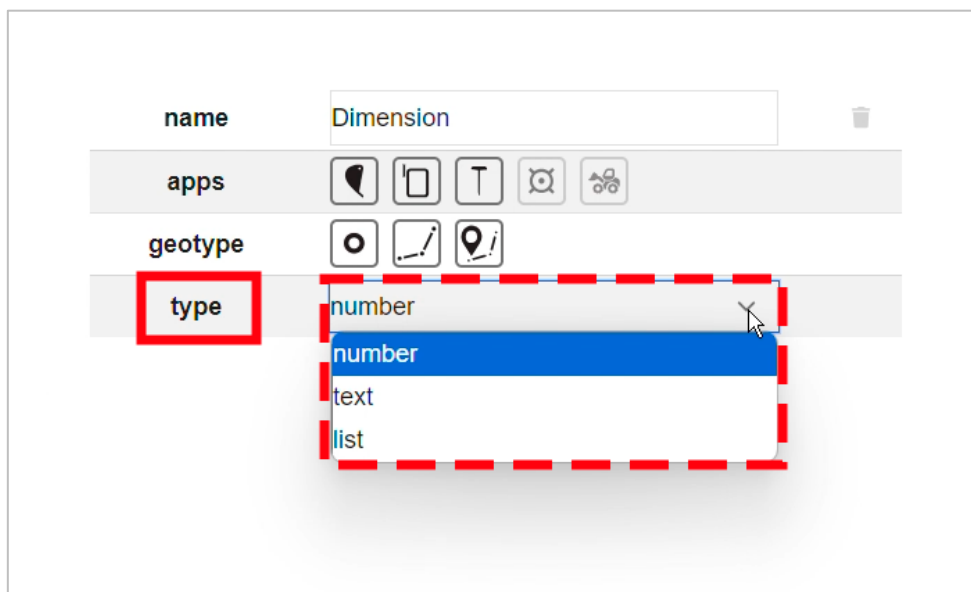 name Dimension
apps
geotype
type number
number
text
list